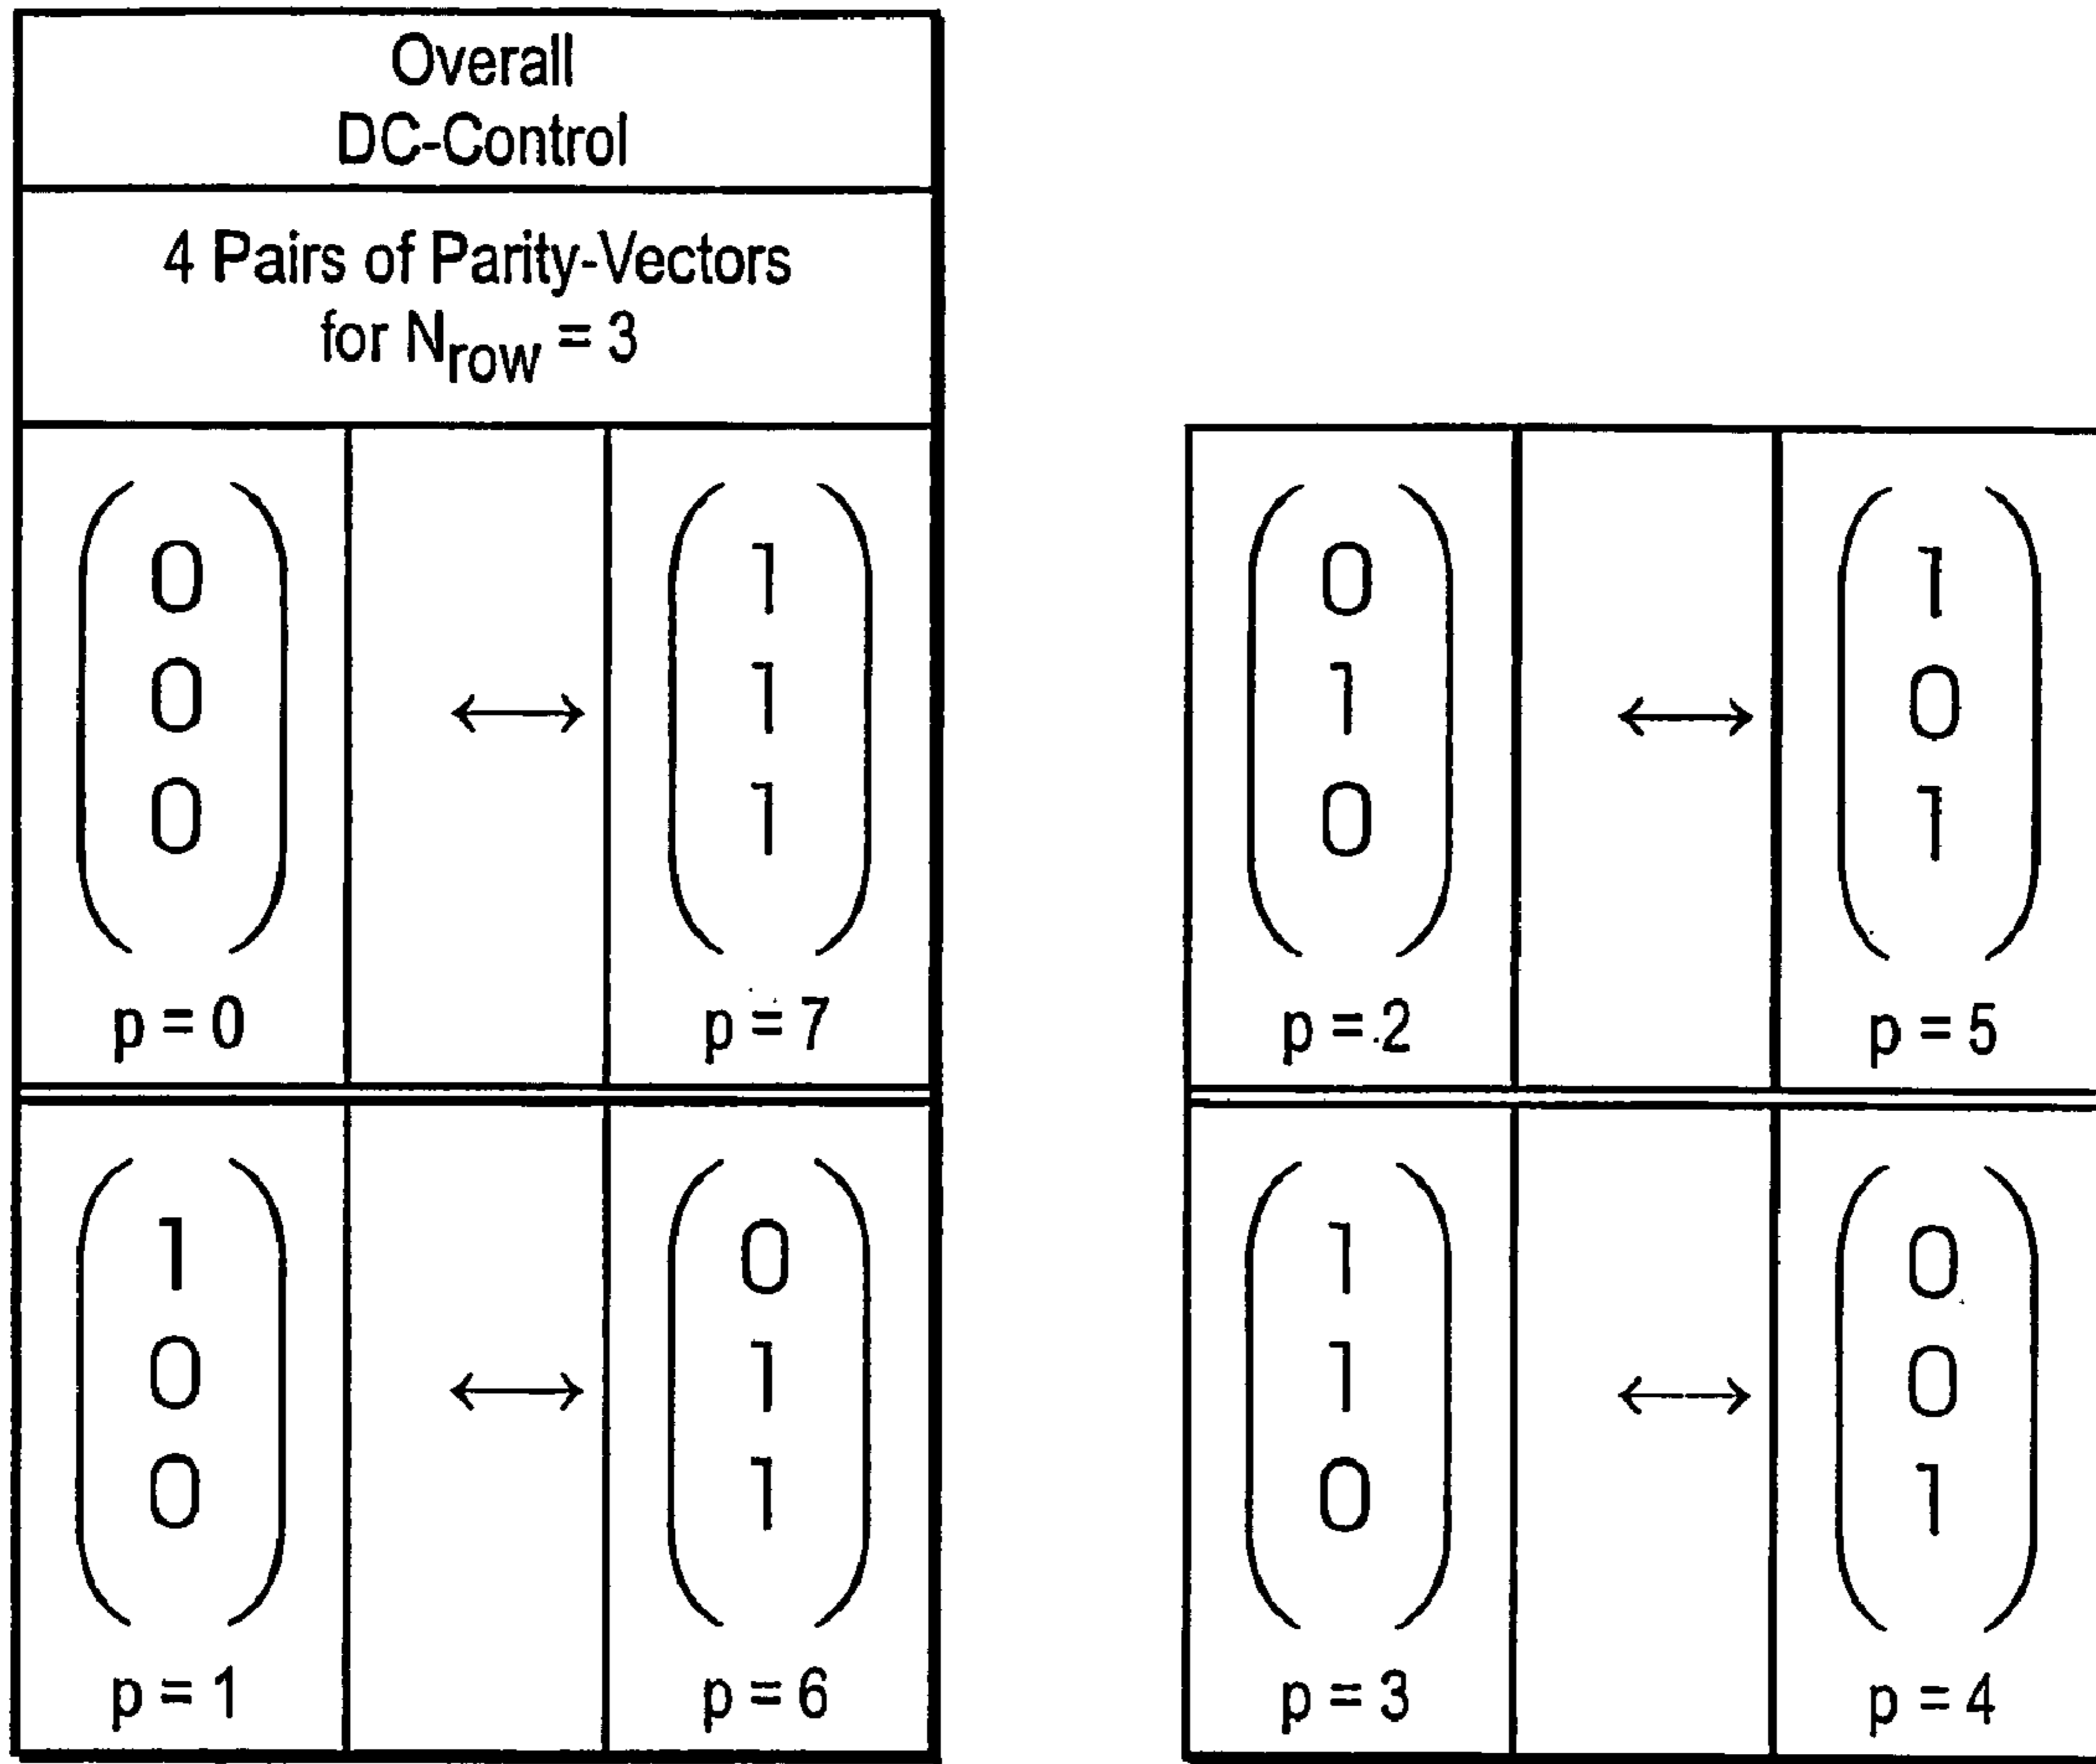 Overall
DC-Control
4 Pairs of Parity-Vectors
for Nrow = 3
0 ↔ 1
0 1
0 1
p = 0 p = 7
1 ↔ 0
0 1
0 1
p = 1 p = 6
0 ↔ 1
1 0
0 1
p = 2 p = 5
1 ↔ 0
1 0
0 1
p = 3 p = 4